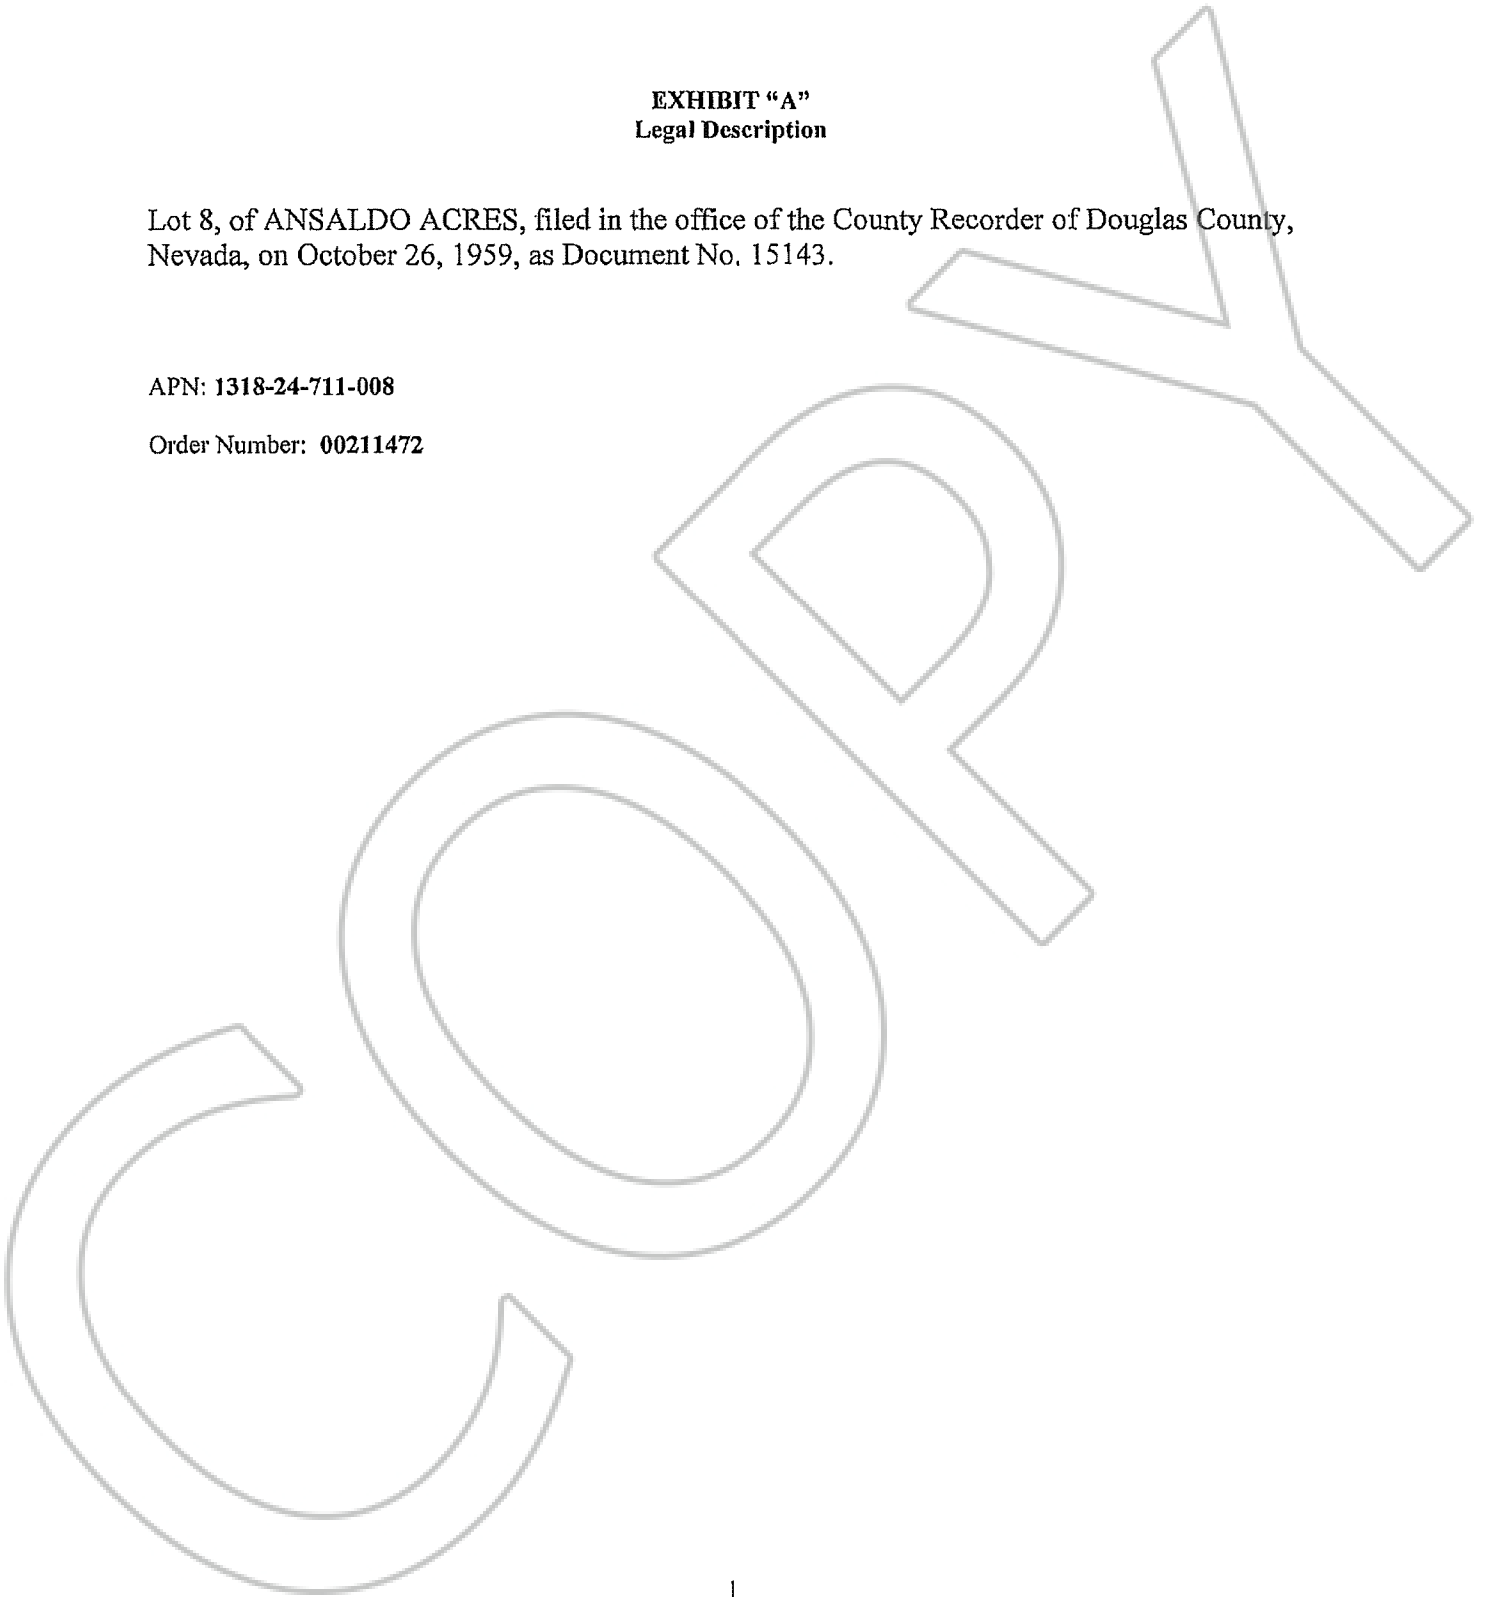 EXHIBIT “A”
Legal Description
Lot 8, of ANSALDO ACRES, filed in the office of the County Recorder of Douglas County,
Nevada, on October 26, 1959, as Document No. 15143.
APN: 1318-24-711-008
Order Number: 00211472
COPY
1